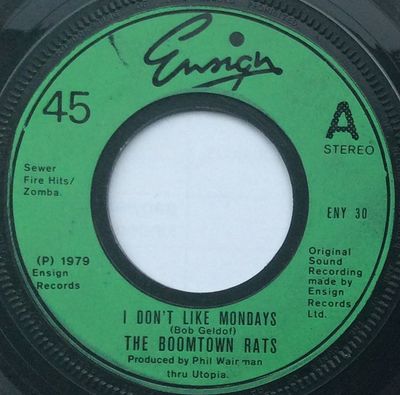 Ensign
45
A
STEREO
Sewer
Fire Hits/
Zomba.
ENY 30
(P) 1979
Ensign
Records
Original
Sound
Recording
made by
Ensign
Records
Ltd.
I DON'T LIKE MONDAYS
(Bob Geldof)
THE BOOMTOWN RATS
Produced by Phil Wainman
thru Utopia.